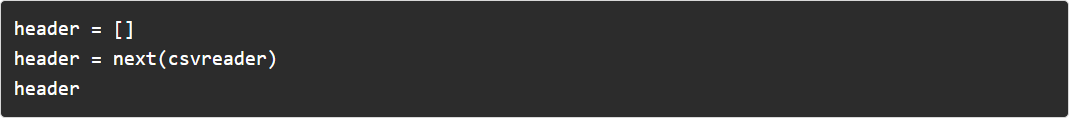 header = []
header = next(csvreader)
header